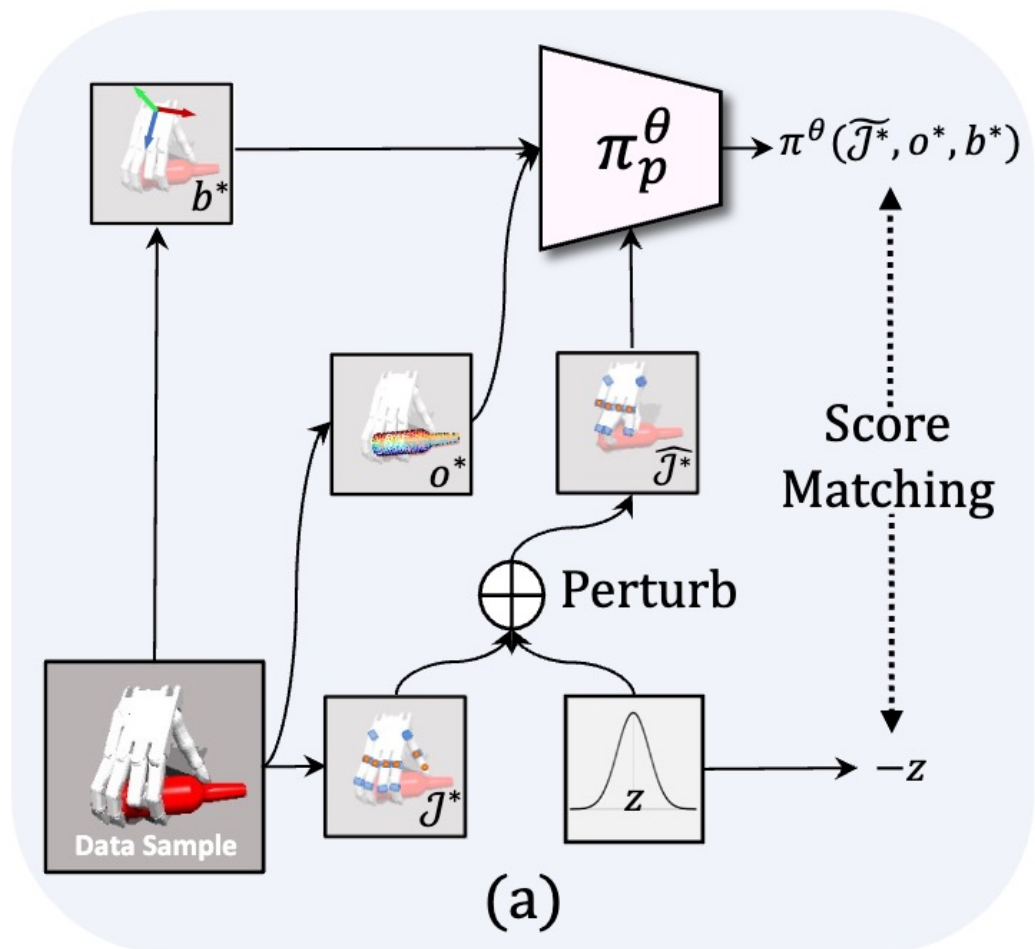 b*
π_p^θ
π^θ(𝒥̃*, o*, b*)
o*
𝒥̂*
Score
Matching
Perturb
Data Sample
𝒥*
z
−z
(a)